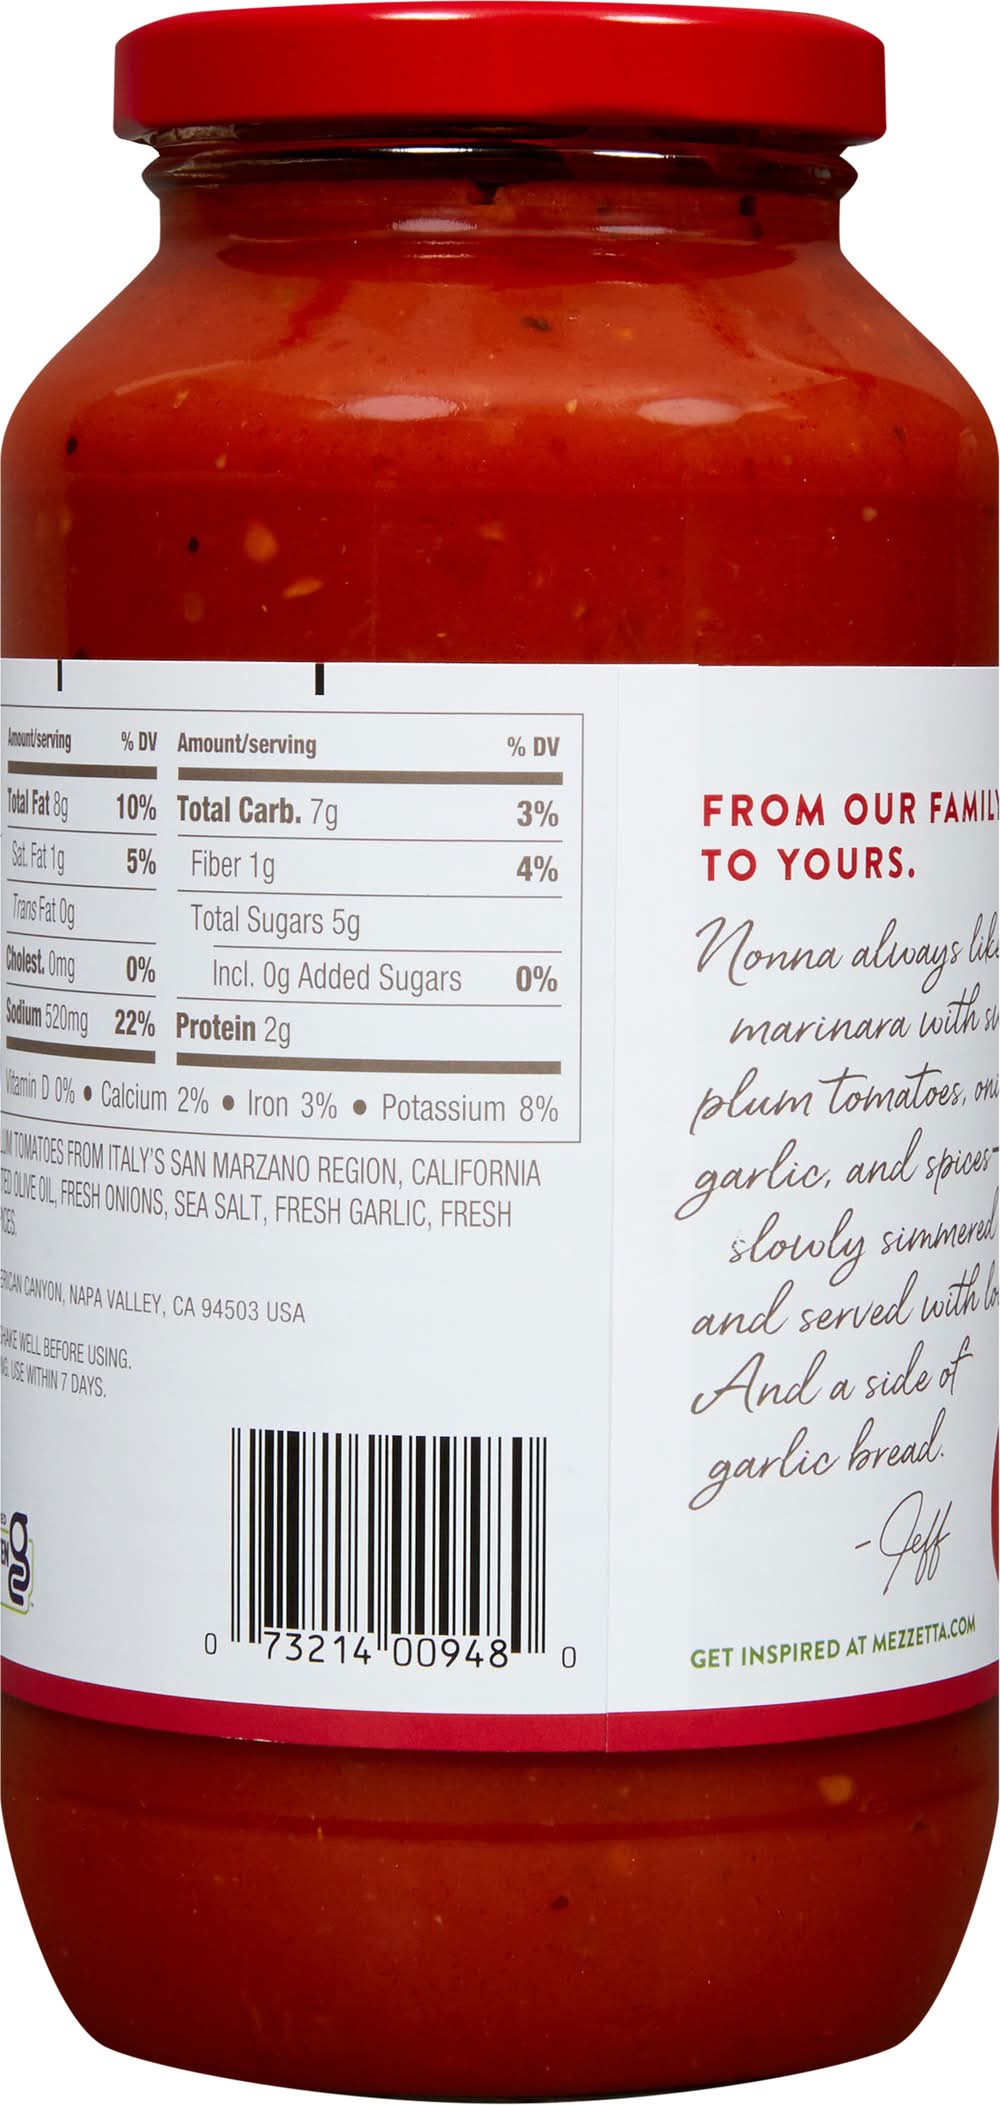 Amount/serving % DV Amount/serving % DV
Total Fat 8g 10% Total Carb. 7g 3%
Sat. Fat 1g 5% Fiber 1g 4%
Trans Fat 0g Total Sugars 5g
Incl. 0g Added Sugars 0%
Cholest. 0mg 0%
Sodium 520mg 22% Protein 2g
Vitamin D 0% • Calcium 2% • Iron 3% • Potassium 8%
TOMATOES FROM ITALY'S SAN MARZANO REGION, CALIFORNIA
OLIVE OIL, FRESH ONIONS, SEA SALT, FRESH GARLIC, FRESH
CANYON, NAPA VALLEY, CA 94503 USA
SHAKE WELL BEFORE USING.
USE WITHIN 7 DAYS.
0 73214 00948 0
FROM OUR FAMILY
TO YOURS.
Nonna always
marinara with
plum tomatoes,
garlic, and spices—
slowly simmered
and served with
And a side of
garlic bread.
- Jeff
GET INSPIRED AT MEZZETTA.COM